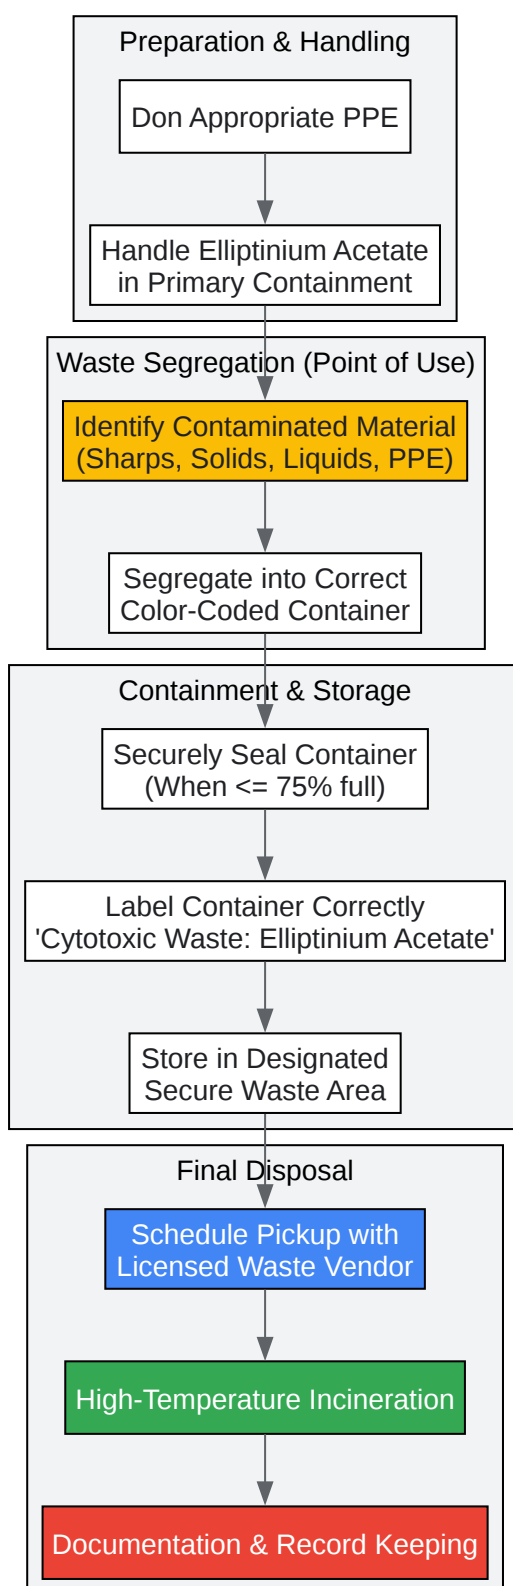 Preparation & Handling
Don Appropriate PPE
Handle Elliptinium Acetate
in Primary Containment
Waste Segregation (Point of Use)
Identify Contaminated Material
(Sharps, Solids, Liquids, PPE)
Segregate into Correct
Color-Coded Container
Containment & Storage
Securely Seal Container
(When <= 75% full)
Label Container Correctly
'Cytotoxic Waste: Elliptinium Acetate'
Store in Designated
Secure Waste Area
Final Disposal
Schedule Pickup with
Licensed Waste Vendor
High-Temperature Incineration
Documentation & Record Keeping